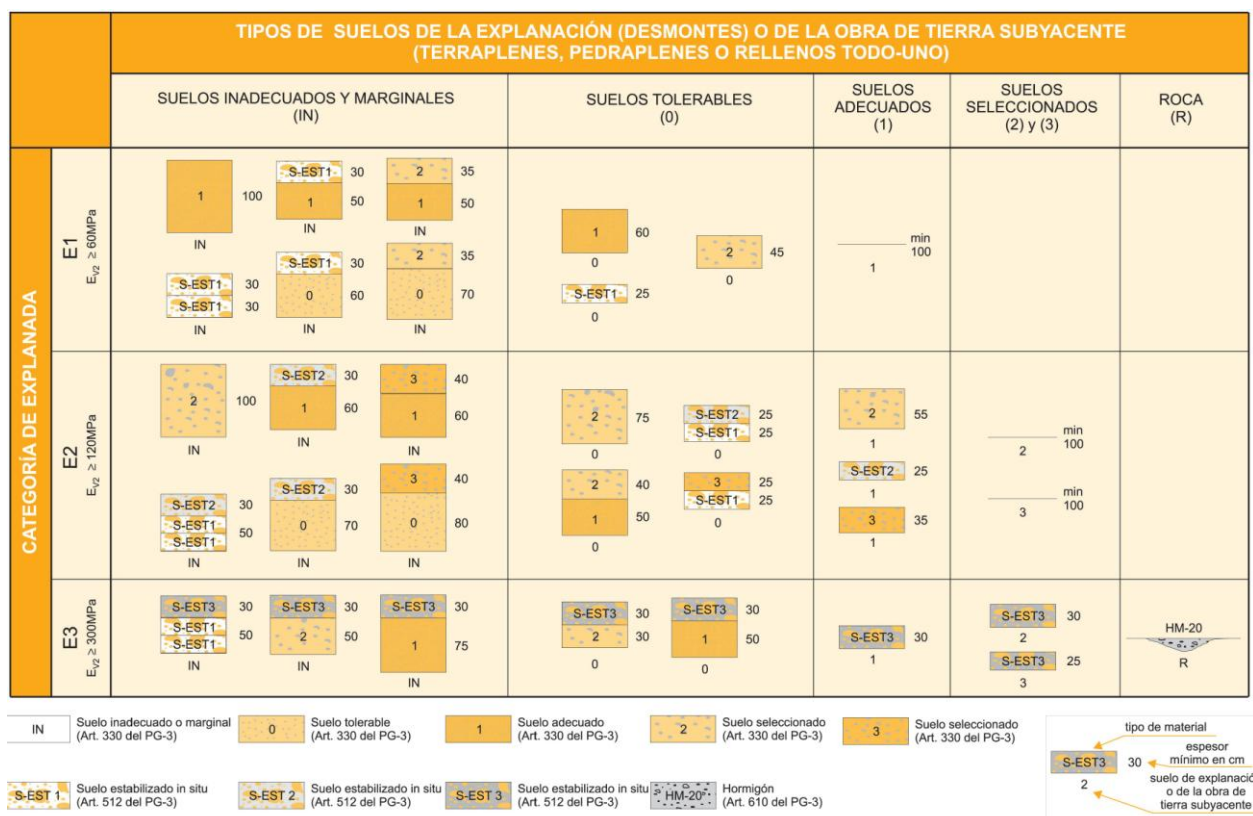 TIPOS DE SUELOS DE LA EXPLANACIÓN (DESMONTES) O DE LA OBRA DE TIERRA SUBYACENTE
(TERRAPLENES, PEDRAPLENES O RELLENOS TODO-UNO)
SUELOS INADECUADOS Y MARGINALES
(IN)
SUELOS TOLERABLES
(0)
SUELOS
ADECUADOS
(1)
SUELOS
SELECCIONADOS
(2) y (3)
ROCA
(R)
CATEGORÍA DE EXPLANADA
E1
EV2 ≥ 60MPa
1 100
IN
S-EST1 30
1 50
IN
2 35
1 50
IN
S-EST1 30
S-EST1 30
IN
S-EST1 30
0 60
IN
2 35
0 70
IN
1 60
0
2 45
0
S-EST1 25
0
min
100
1
E2
EV2 ≥ 120MPa
2 100
IN
S-EST2 30
1 60
IN
3 40
1 60
IN
S-EST2 30
S-EST1 50
S-EST1
IN
S-EST2 30
0 70
IN
3 40
0 80
IN
2 75
0
S-EST2 25
S-EST1 25
0
2 40
1 50
0
3 25
S-EST1 25
0
2 55
1
S-EST2 25
1
3 35
1
min
100
2
min
100
3
E3
EV2 ≥ 300MPa
S-EST3 30
S-EST1 50
S-EST1
IN
S-EST3 30
2 50
IN
S-EST3 30
1 75
IN
S-EST3 30
2 30
0
S-EST3 30
1 50
0
S-EST3 30
1
S-EST3 30
2
S-EST3 25
3
HM-20
R
IN Suelo inadecuado o marginal
(Art. 330 del PG-3)
0 Suelo tolerable
(Art. 330 del PG-3)
1 Suelo adecuado
(Art. 330 del PG-3)
2 Suelo seleccionado
(Art. 330 del PG-3)
3 Suelo seleccionado
(Art. 330 del PG-3)
S-EST 1 Suelo estabilizado in situ
(Art. 512 del PG-3)
S-EST 2 Suelo estabilizado in situ
(Art. 512 del PG-3)
S-EST 3 Suelo estabilizado in situ
(Art. 512 del PG-3)
HM-20 Hormigón
(Art. 610 del PG-3)
tipo de material
espesor
mínimo en cm
S-EST3 30
2
suelo de explanació
o de la obra de
tierra subyacente